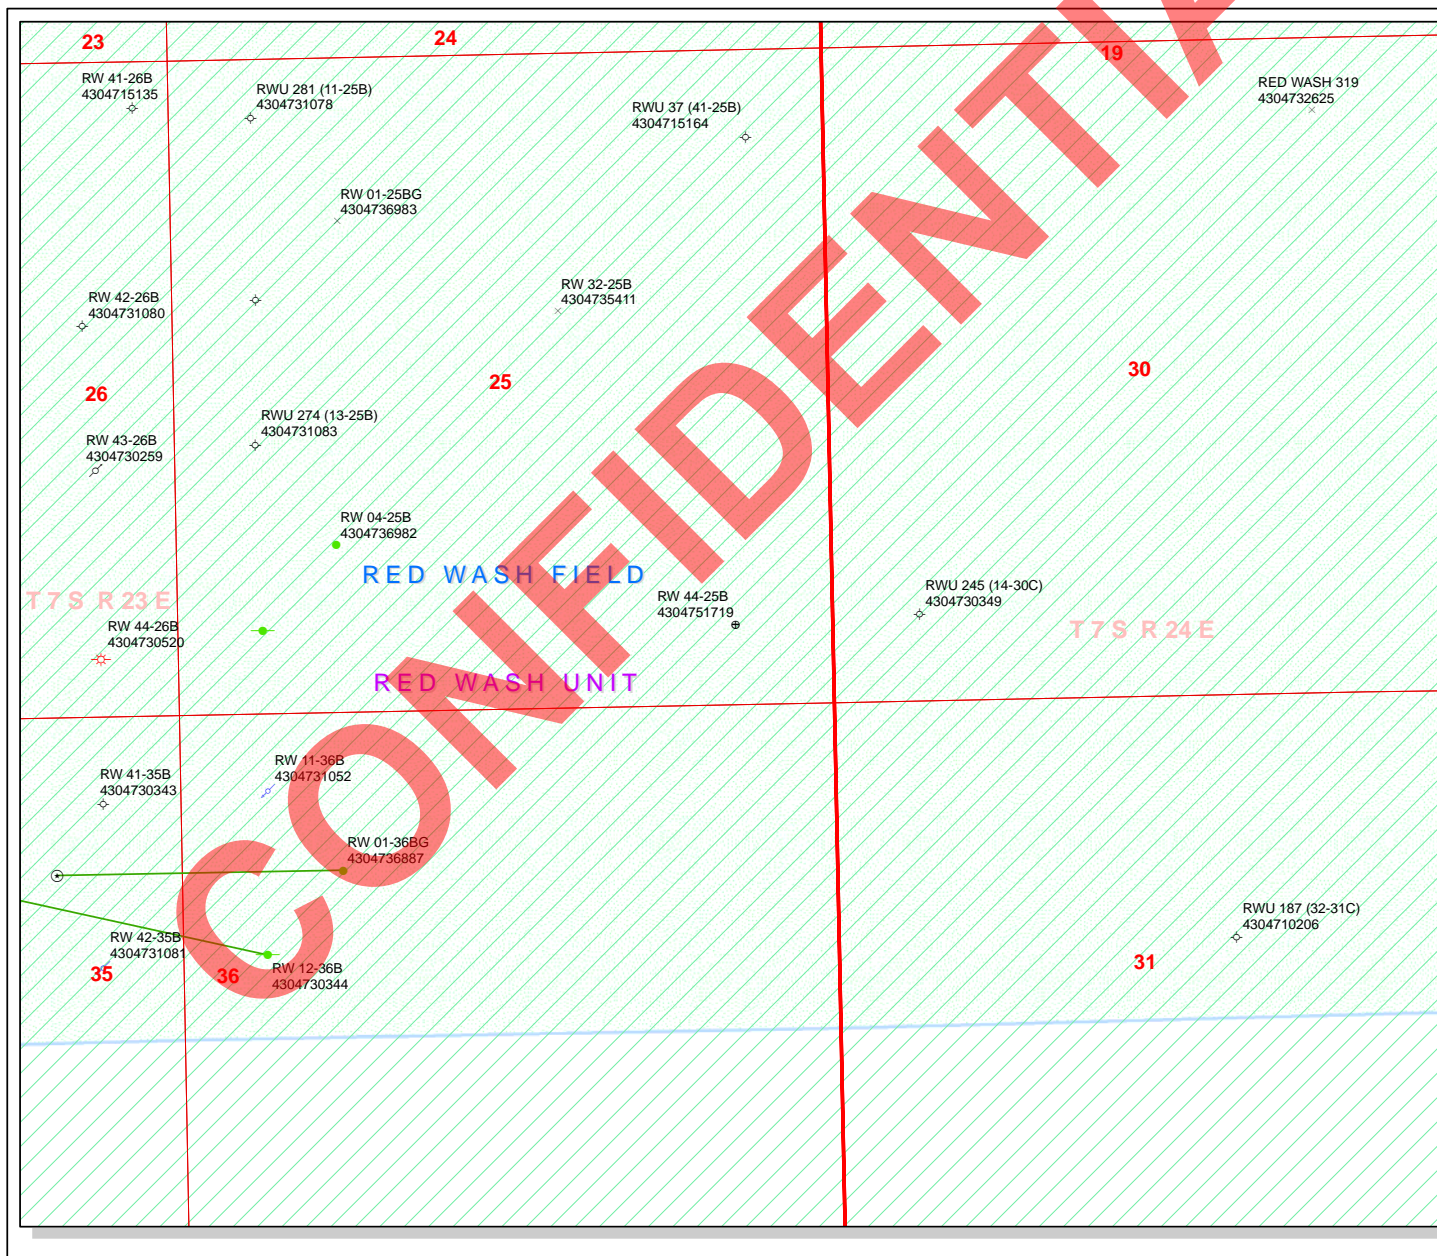 23
24
19
RW 41-26B
4304715135
RWU 281 (11-25B)
4304731078
RWU 37 (41-25B)
4304715164
RED WASH 319
4304732625
RW 01-25BG
4304736983
RW 42-26B
4304731080
RW 32-25B
4304735411
25
30
26
RWU 274 (13-25B)
4304731083
RW 43-26B
4304730259
RW 04-25B
4304736982
RED WASH FIELD
T 7 S R 23 E
RW 44-25B
4304751719
RWU 245 (14-30C)
4304730349
T 7 S R 24 E
RW 44-26B
4304730520
RED WASH UNIT
RW 11-36B
4304731052
RW 41-35B
4304730343
RW 01-36BG
4304736887
RWU 187 (32-31C)
4304710206
RW 42-35B
4304731081
35
36
RW 12-36B
4304730344
31
CONFIDENTIA